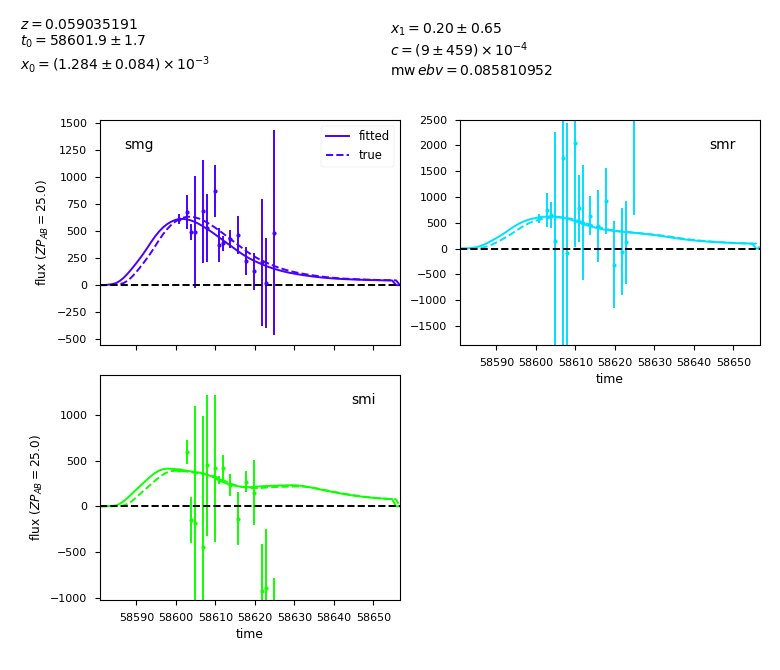 z = 0.059035191
t₀ = 58601.9 ± 1.7
x₀ = (1.284 ± 0.084) × 10⁻³
x₁ = 0.20 ± 0.65
c = (9 ± 459) × 10⁻⁴
mw ebv = 0.085810952
smg
fitted
true
1500
1250
1000
750
500
250
0
−250
−500
flux (ZP_AB = 25.0)
smr
2500
2000
1500
1000
500
0
−500
−1000
−1500
58590 58600 58610 58620 58630 58640 58650
time
smi
1000
500
0
−500
−1000
flux (ZP_AB = 25.0)
58590 58600 58610 58620 58630 58640 58650
time